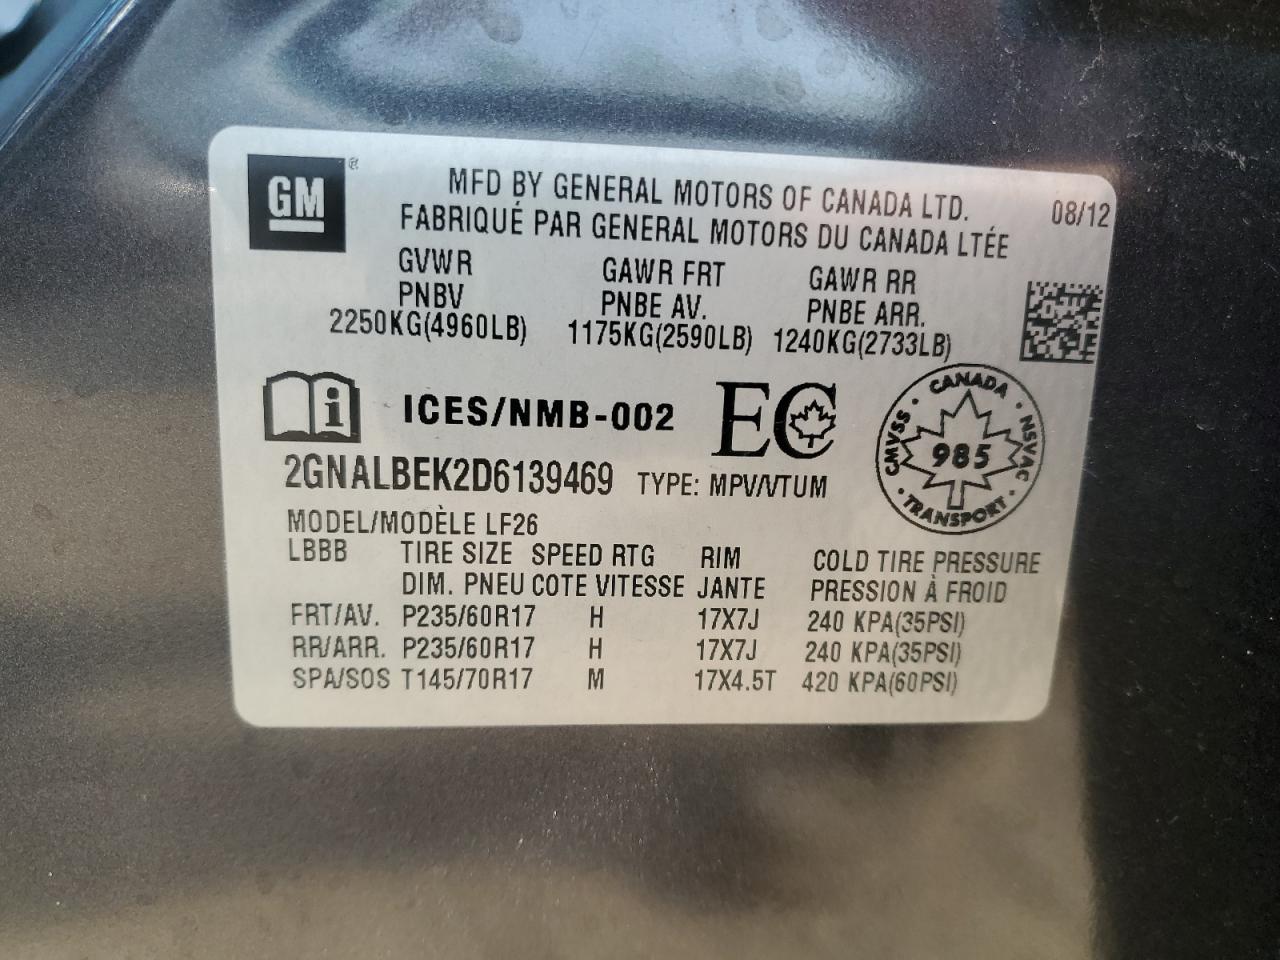 GM ®
MFD BY GENERAL MOTORS OF CANADA LTD.
08/12
FABRIQUÉ PAR GENERAL MOTORS DU CANADA LTÉE
GVWR GAWR FRT GAWR RR
PNBV PNBE AV. PNBE ARR.
2250KG(4960LB) 1175KG(2590LB) 1240KG(2733LB)
i ICES/NMB-002 EC
CANADA · NSVAC · TRANSPORT · CMVSS ·
985
2GNALBEK2D6139469 TYPE: MPV/VTUM
MODEL/MODÈLE LF26
LBBB TIRE SIZE SPEED RTG RIM COLD TIRE PRESSURE
DIM. PNEU COTE VITESSE JANTE PRESSION À FROID
FRT/AV. P235/60R17 H 17X7J 240 KPA(35PSI)
RR/ARR. P235/60R17 H 17X7J 240 KPA(35PSI)
SPA/SOS T145/70R17 M 17X4.5T 420 KPA(60PSI)